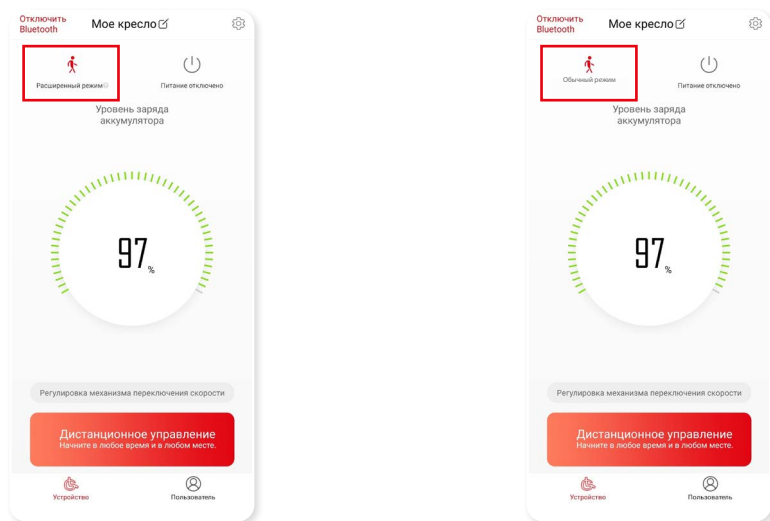 Отключить
Bluetooth
Мое кресло
Расширенный режим
Питание отключено
Уровень заряда
аккумулятора
97%
Регулировка механизма переключения скорости
Дистанционное управление
Начните в любое время и в любом месте.
Устройство
Пользователь
Отключить
Bluetooth
Мое кресло
Обычный режим
Питание отключено
Уровень заряда
аккумулятора
97%
Регулировка механизма переключения скорости
Дистанционное управление
Начните в любое время и в любом месте.
Устройство
Пользователь